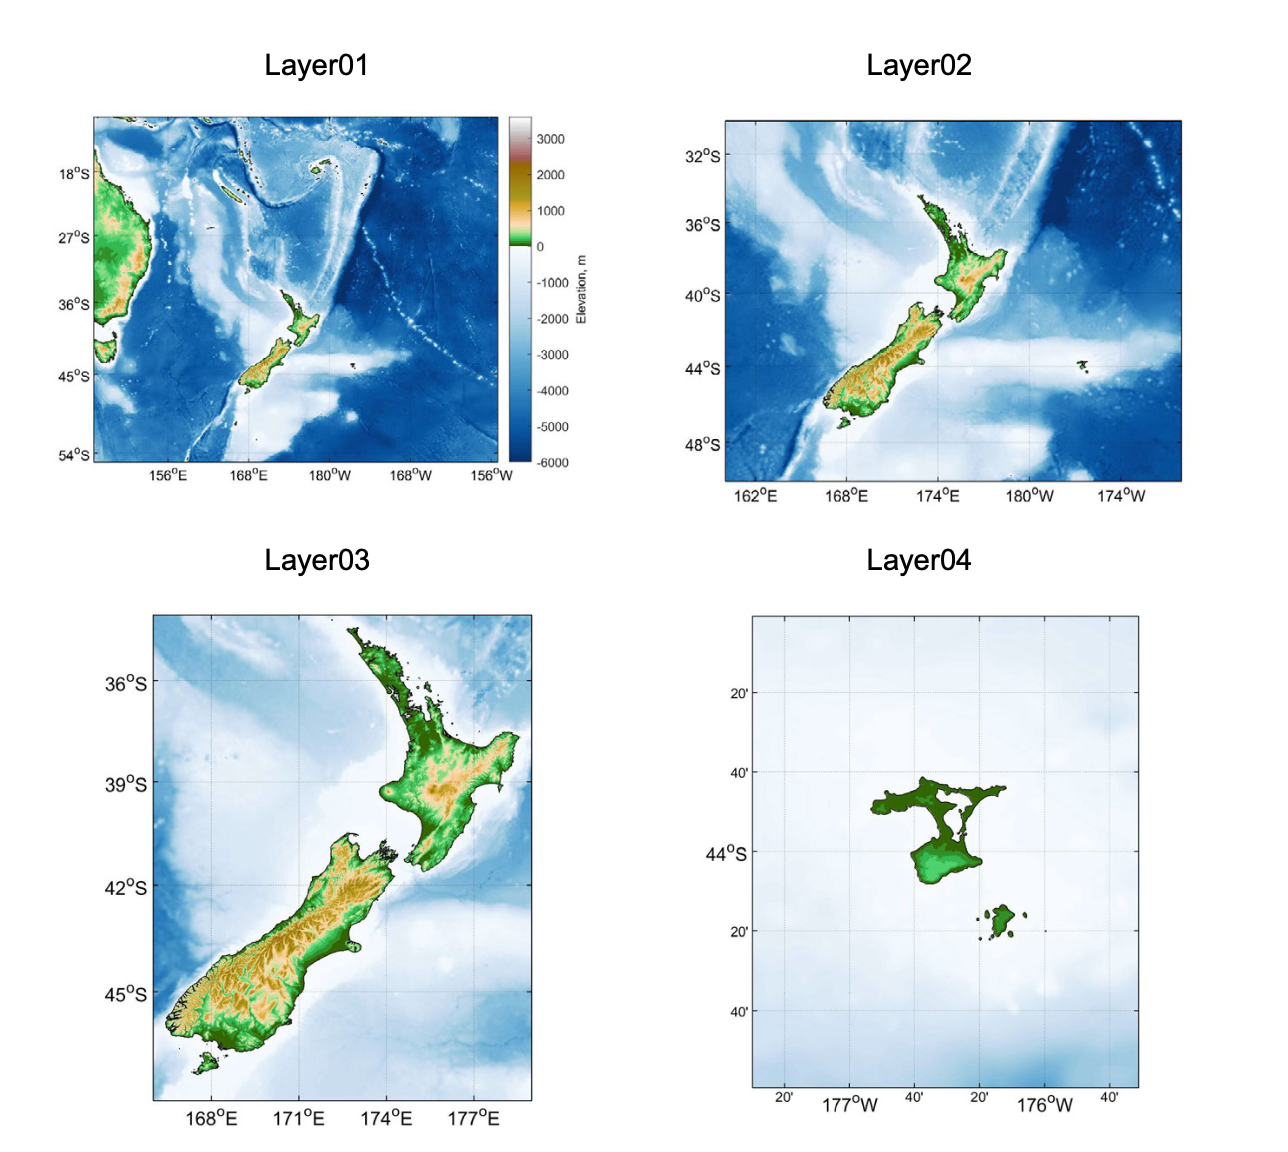 Layer01
Layer02
3000
2000
1000
0
-1000
-2000
-3000
-4000
-5000
-6000
Elevation, m
18°S
27°S
36°S
45°S
54°S
156°E
168°E
180°W
168°W
156°W
32°S
36°S
40°S
44°S
48°S
162°E
168°E
174°E
180°W
174°W
Layer03
Layer04
36°S
39°S
42°S
45°S
168°E
171°E
174°E
177°E
20'
40'
44°S
20'
40'
20'
177°W
40'
20'
176°W
40'